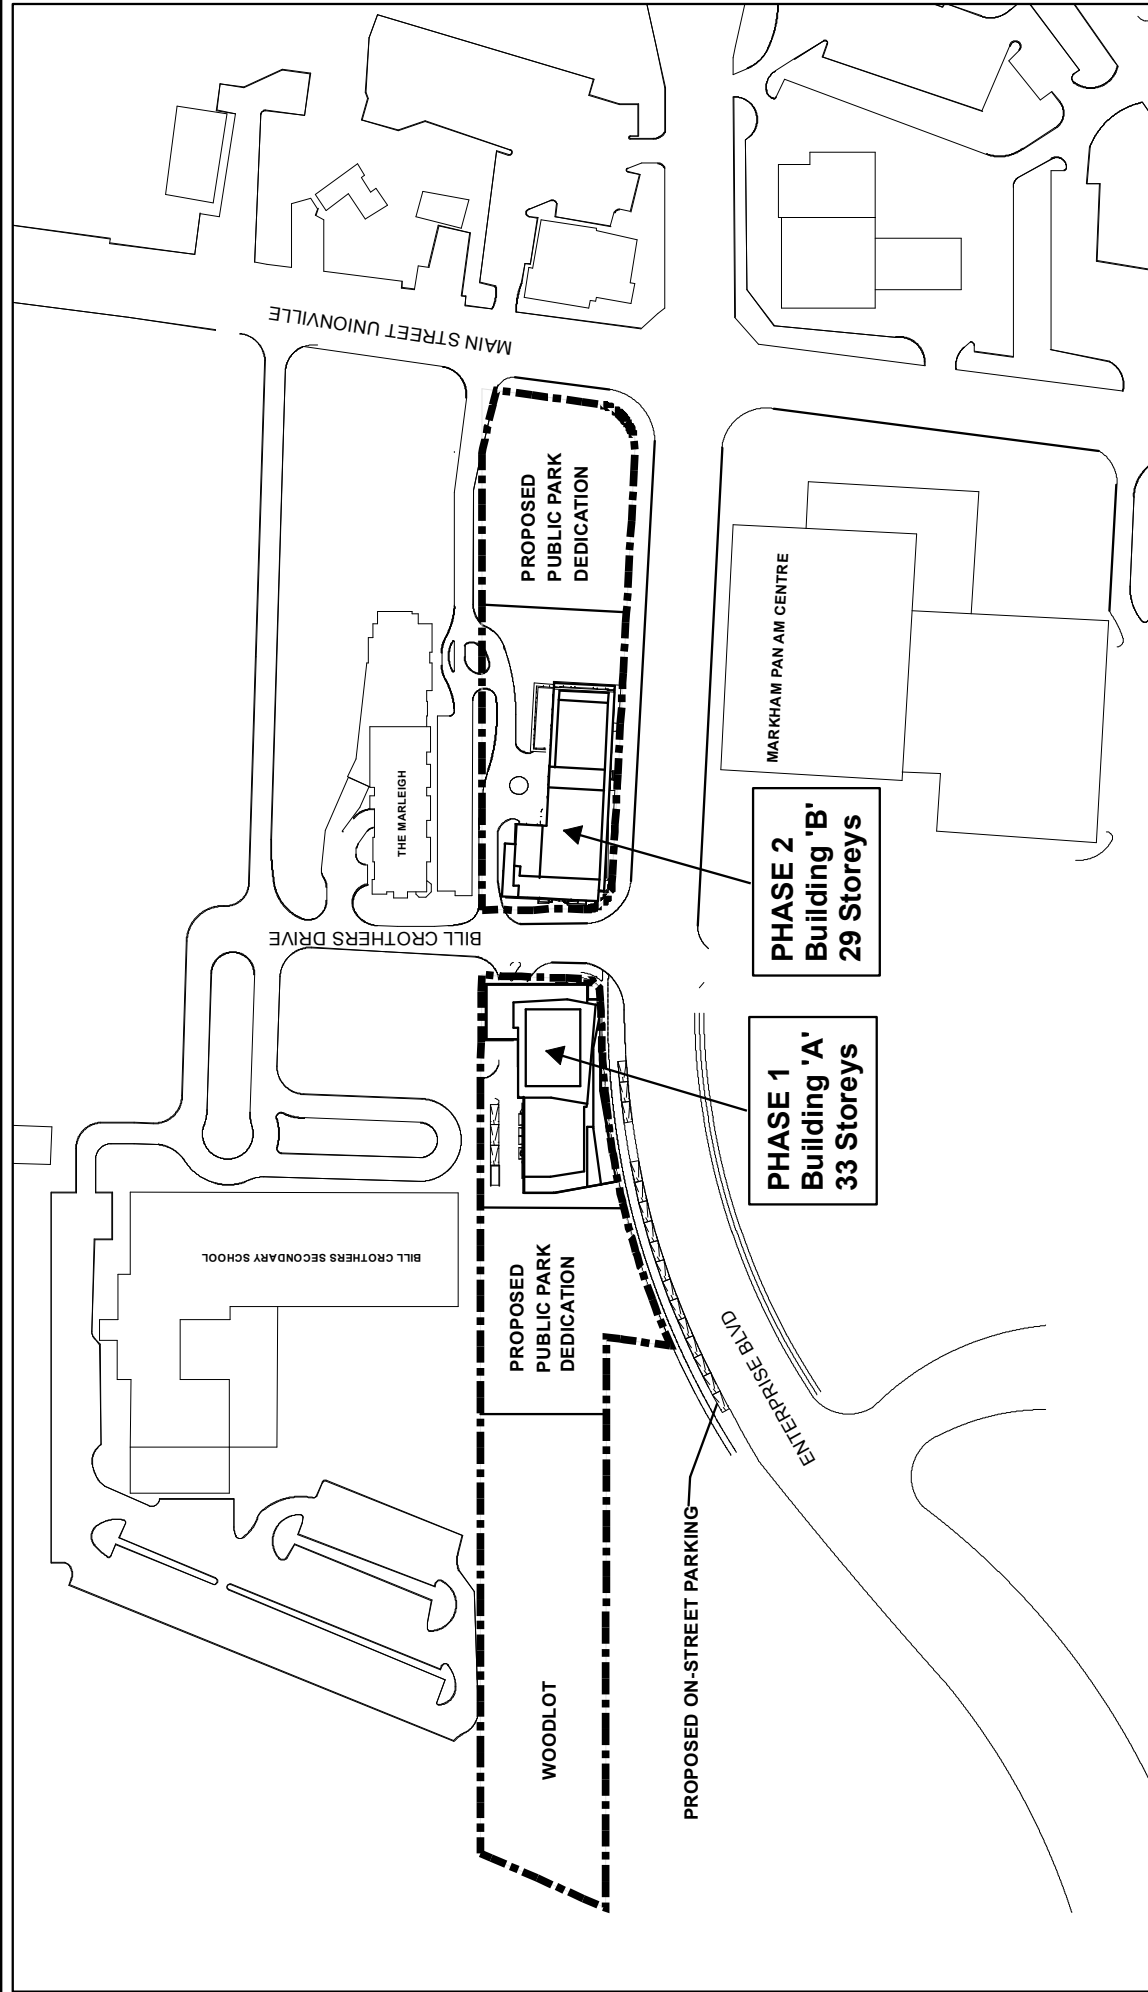 MAIN STREET UNIONVILLE
PROPOSED
PUBLIC PARK
DEDICATION
MARKHAM PAN AM CENTRE
THE MARLEIGH
PHASE 2
Building 'B'
29 Storeys
BILL CROTHERS DRIVE
PHASE 1
Building 'A'
33 Storeys
BILL CROTHERS SECONDARY SCHOOL
PROPOSED
PUBLIC PARK
DEDICATION
ENTERPRISE BLVD
PROPOSED ON-STREET PARKING
WOODLOT